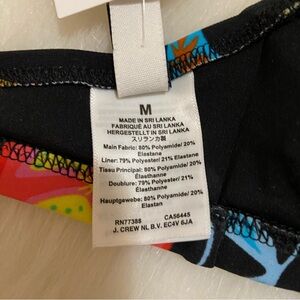 M
MADE IN SRI LANKA
FABRIQUÉ AU SRI LANKA
HERGESTELLT IN SRI LANKA
スリランカ製
Main Fabric: 80% Polyamide/ 20%
Elastane
Liner: 79% Polyester/ 21% Elastane
Tissu Principal: 80% Polyamide/ 20%
Élasthanne
Doublure: 79% Polyester/ 21%
Élasthanne
Hauptgewebe: 80% Polyamide/ 20%
Elastan
RN77388 CA56445
J. CREW NL B.V. EC4V 6JA